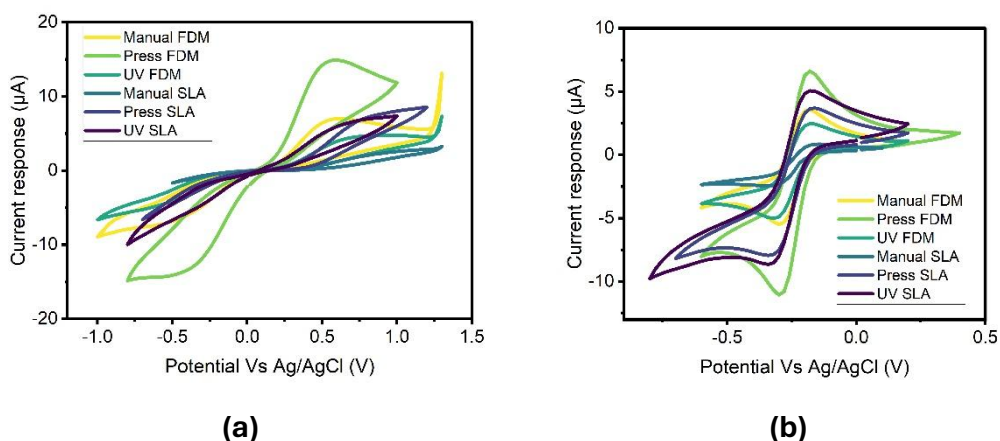 Current response (µA)
20
10
0
-10
-20
Manual FDM
Press FDM
UV FDM
Manual SLA
Press SLA
UV SLA
-1.0 -0.5 0.0 0.5 1.0 1.5
Potential Vs Ag/AgCl (V)
(a)
Current response (µA)
10
5
0
-5
-10
Manual FDM
Press FDM
UV FDM
Manual SLA
Press SLA
UV SLA
-0.5 0.0 0.5
Potential Vs Ag/AgCl (V)
(b)